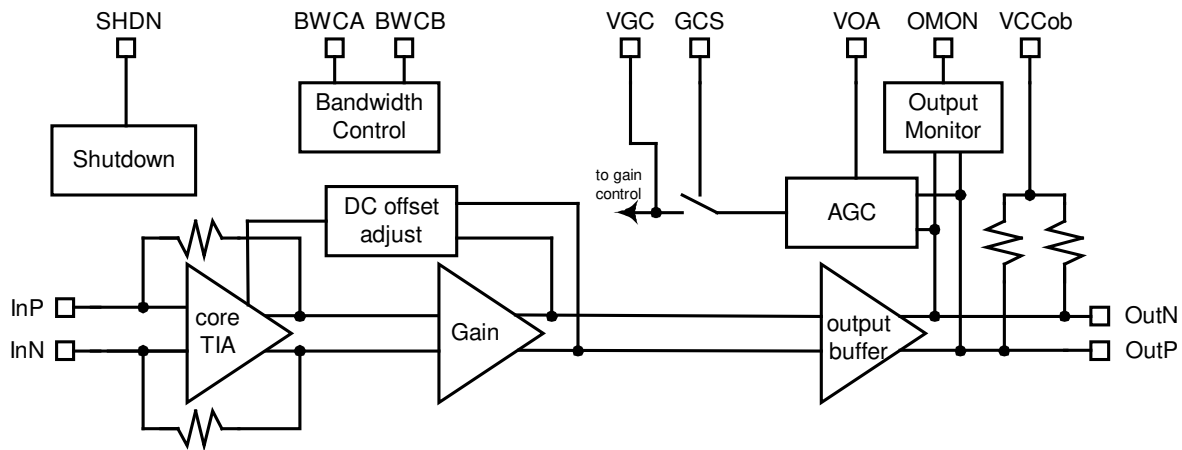 SHDN
BWCA BWCB
VGC GCS
VOA
OMON
VCCob
Bandwidth
Control
Output
Monitor
Shutdown
to gain
control
DC offset
adjust
AGC
InP
InN
core
TIA
Gain
output
buffer
OutN
OutP